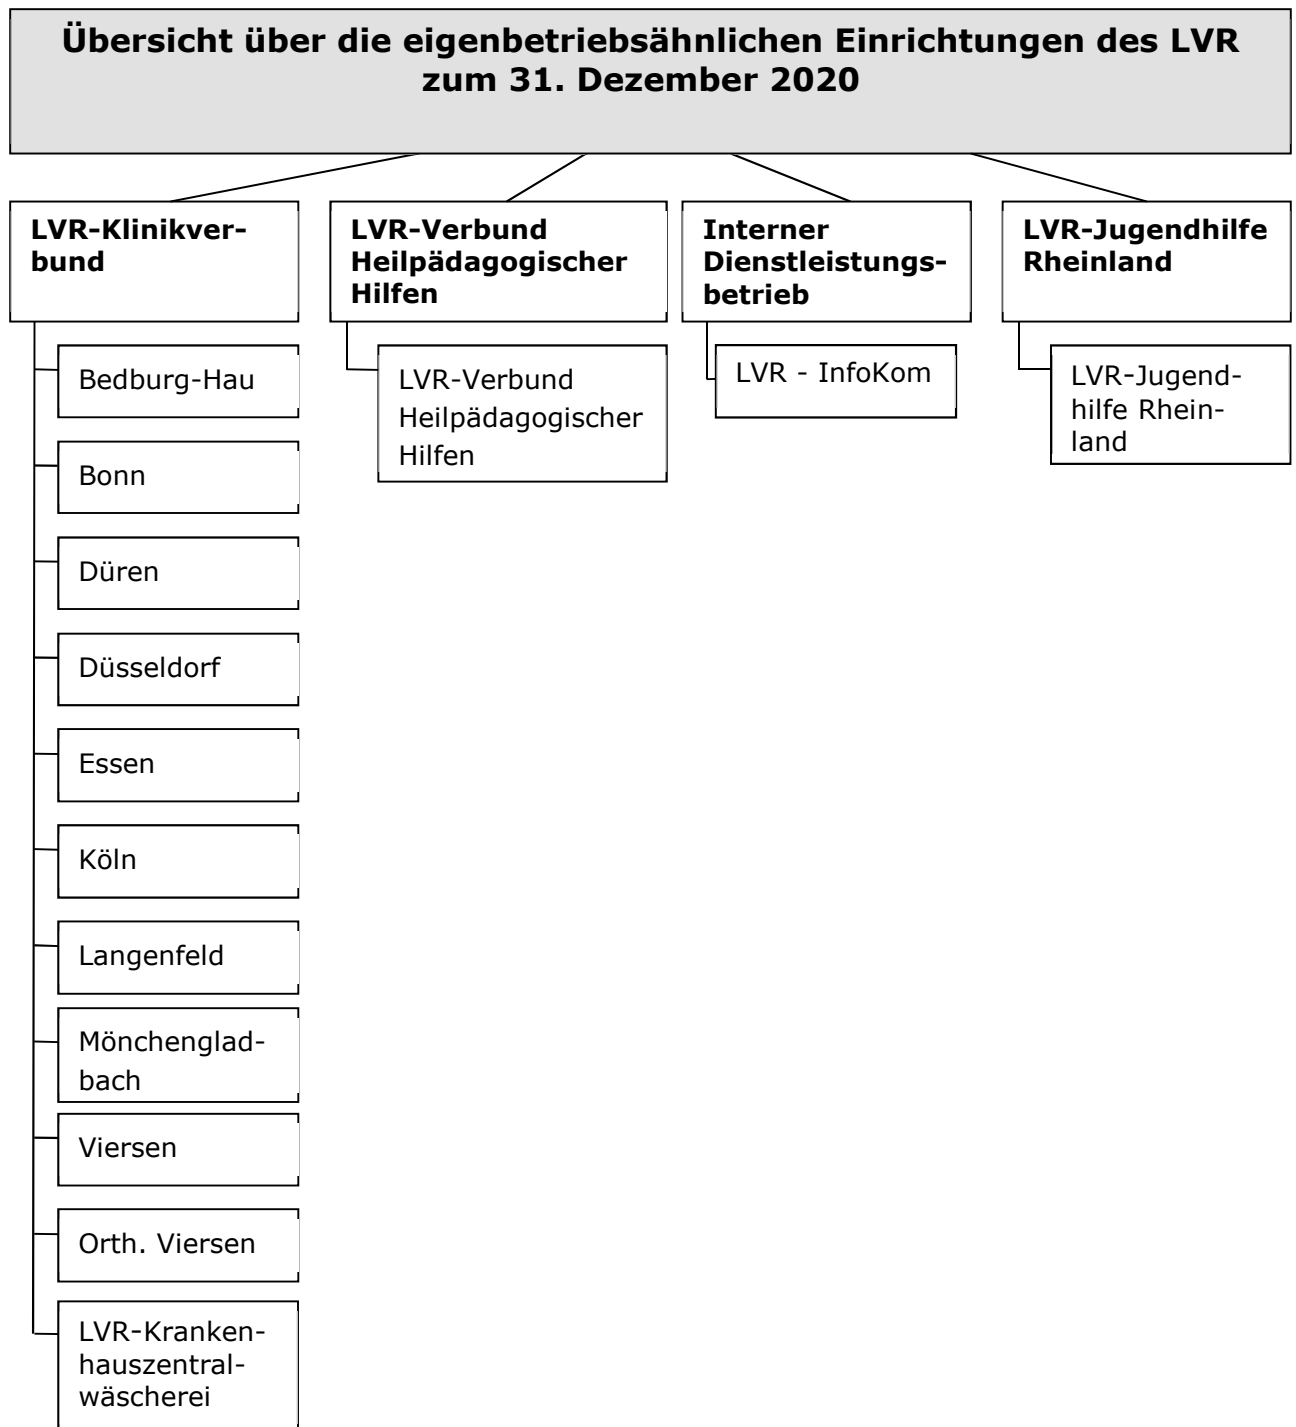 Übersicht über die eigenbetriebsähnlichen Einrichtungen des LVR
zum 31. Dezember 2020
LVR-Klinikver-
bund
Bedburg-Hau
Bonn
Düren
Düsseldorf
Essen
Köln
Langenfeld
Mönchenglad-
bach
Viersen
Orth. Viersen
LVR-Kranken-
hauszentral-
wäscherei
LVR-Verbund
Heilpädagogischer
Hilfen
LVR-Verbund
Heilpädagogischer
Hilfen
Interner
Dienstleistungs-
betrieb
LVR - InfoKom
LVR-Jugendhilfe
Rheinland
LVR-Jugend-
hilfe Rhein-
land